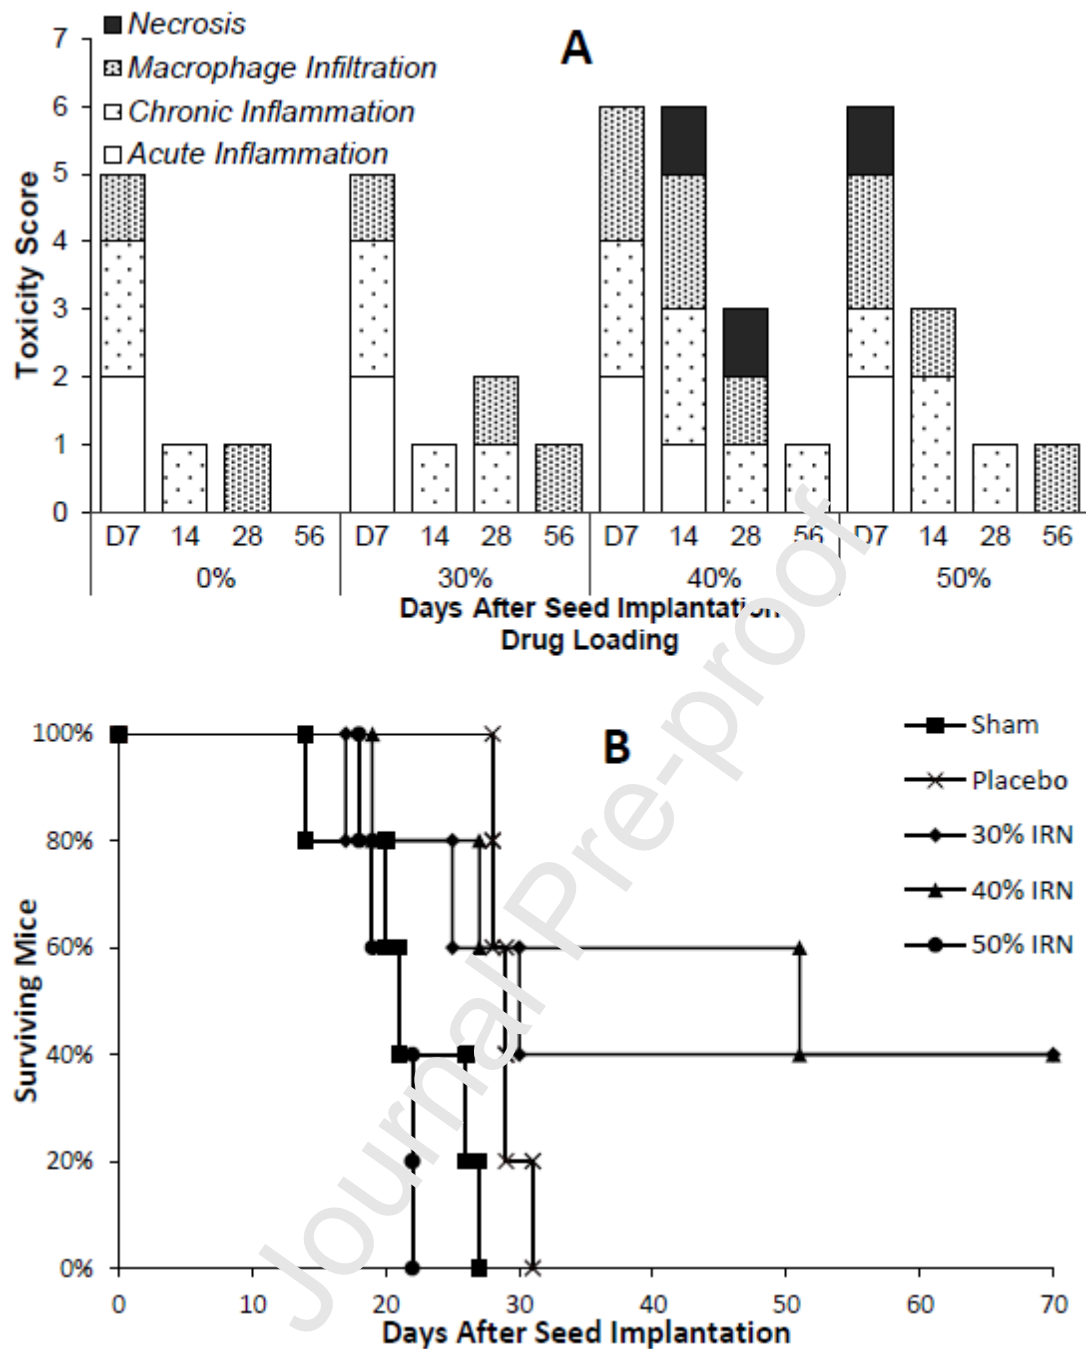 A
Necrosis
Macrophage Infiltration
Chronic Inflammation
Acute Inflammation
Toxicity Score
7
6
5
4
3
2
1
0
D7 14 28 56 D7 14 28 56 D7 14 28 56 D7 14 28 56
0% 30% 40% 50%
Days After Seed Implantation
Drug Loading
B
Sham
Placebo
30% IRN
40% IRN
50% IRN
Surviving Mice
100%
80%
60%
40%
20%
0%
0 10 20 30 40 50 60 70
Days After Seed Implantation
Journal Pre-proof